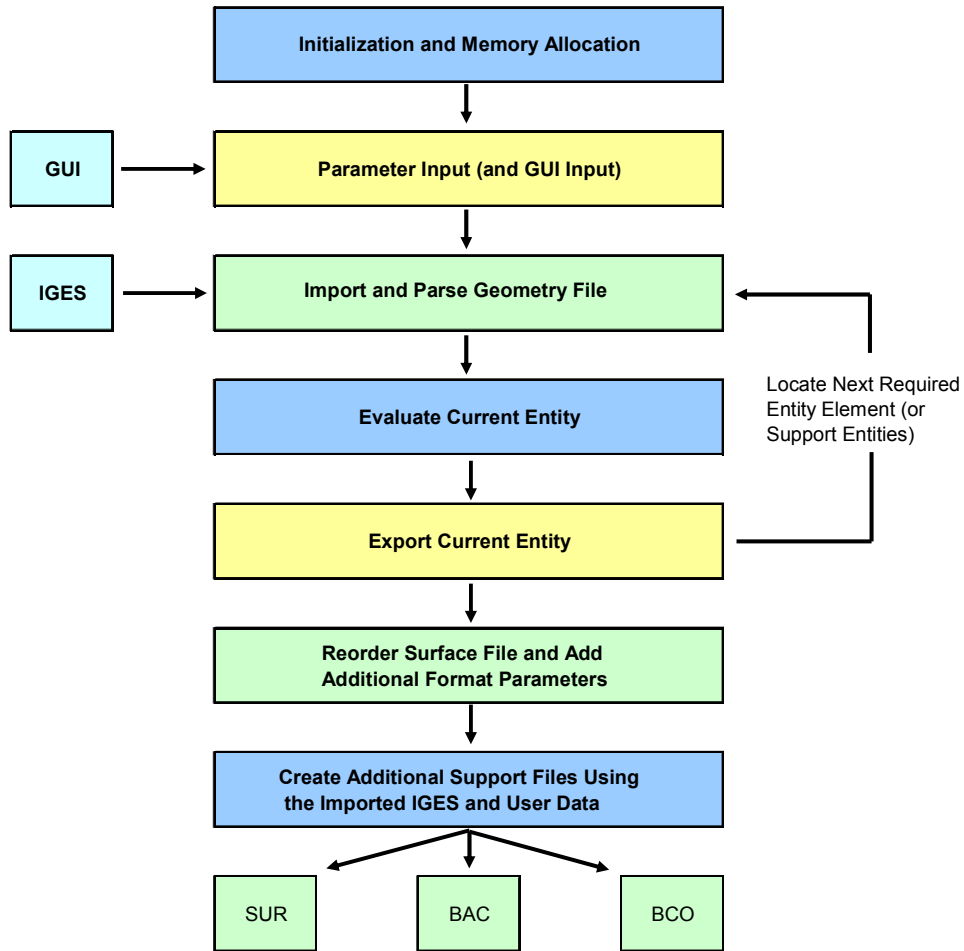 Initialization and Memory Allocation
GUI
Parameter Input (and GUI Input)
IGES
Import and Parse Geometry File
Locate Next Required
Entity Element (or
Support Entities)
Evaluate Current Entity
Export Current Entity
Reorder Surface File and Add
Additional Format Parameters
Create Additional Support Files Using
the Imported IGES and User Data
SUR
BAC
BCO